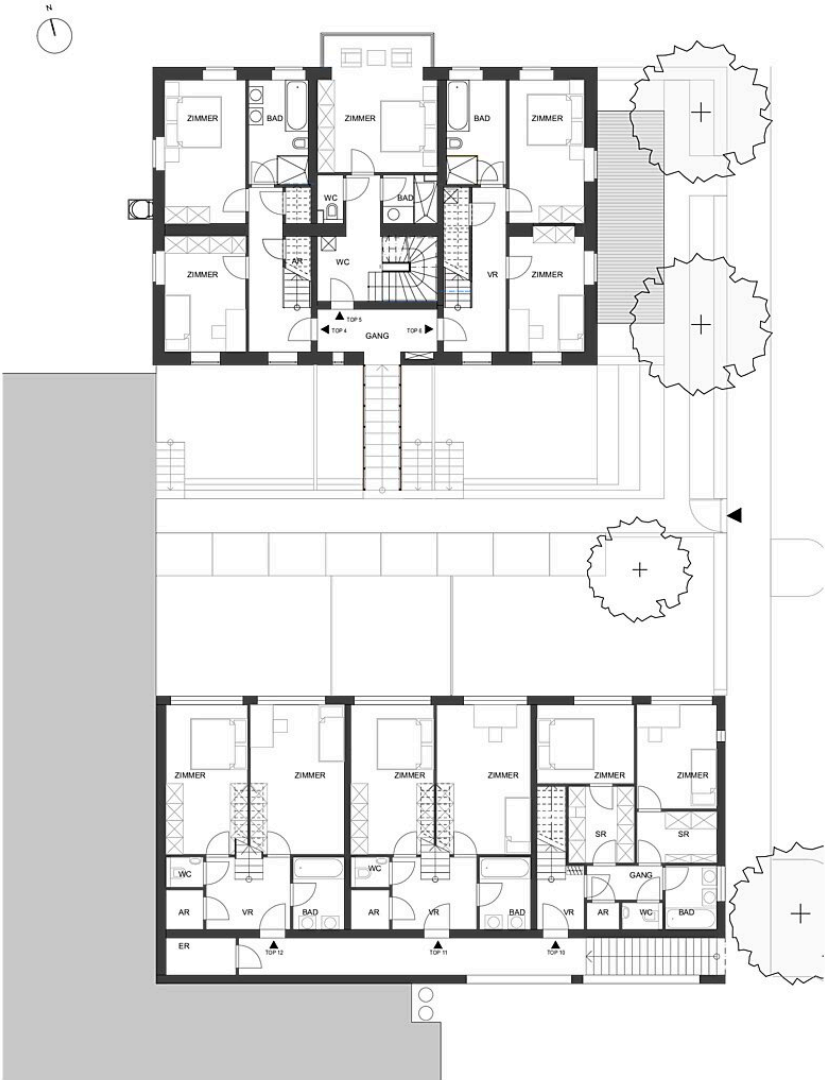 N
ZIMMER
BAD
ZIMMER
BAD
ZIMMER
WC
BAD
ZIMMER
AR
WC
VR
ZIMMER
TOP 5
TOP 4
TOP 6
GANG
ZIMMER
ZIMMER
ZIMMER
ZIMMER
ZIMMER
ZIMMER
SR
SR
WC
WC
GANG
AR
VR
BAD
AR
VR
BAD
VR
AR
WC
BAD
ER
TOP 12
TOP 11
TOP 10